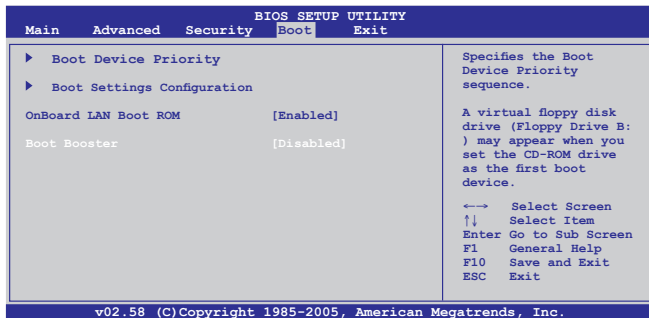 BIOS SETUP UTILITY
Main Advanced Security Boot Exit
Boot Device Priority
Boot Settings Configuration
OnBoard LAN Boot ROM [Enabled]
Boot Booster [Disabled]
Specifies the Boot
Device Priority
sequence.
A virtual floppy disk
drive (Floppy Drive B:
) may appear when you
set the CD-ROM drive
as the first boot
device.
←→ Select Screen
↑↓ Select Item
Enter Go to Sub Screen
F1 General Help
F10 Save and Exit
ESC Exit
v02.58 (C)Copyright 1985-2005, American Megatrends, Inc.